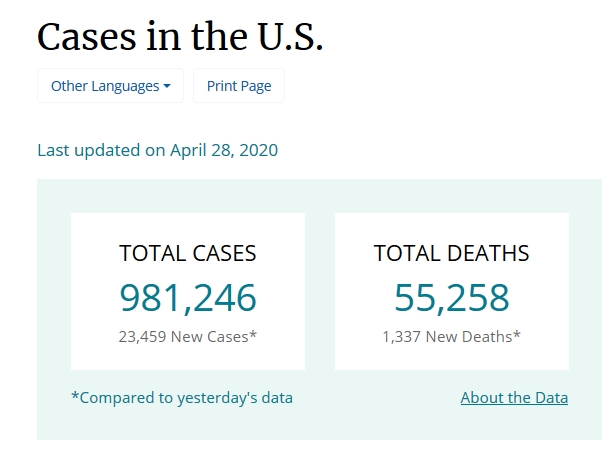 Cases in the U.S.
Other Languages
Print Page
Last updated on April 28, 2020
TOTAL CASES
981,246
23,459 New Cases*
TOTAL DEATHS
55,258
1,337 New Deaths*
*Compared to yesterday's data
About the Data